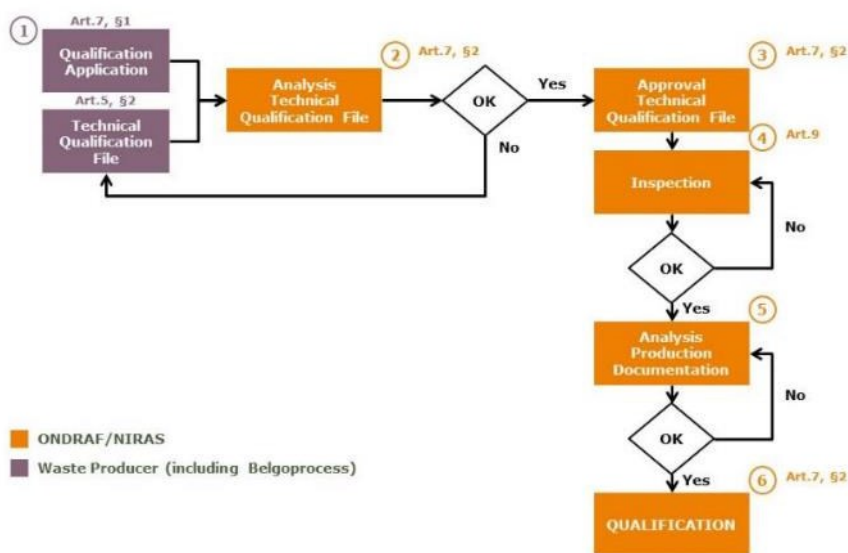 1
Art.7, §1
Qualification
Application
Art.5, §2
Technical
Qualification
File
2
Art.7, §2
Analysis
Technical
Qualification File
OK
Yes
No
3
Art.7, §2
Approval
Technical
Qualification File
4
Art.9
Inspection
No
OK
Yes
5
Analysis
Production
Documentation
No
OK
Yes
6
Art.7, §2
QUALIFICATION
ONDRAF/NIRAS
Waste Producer (including Belgoprocess)